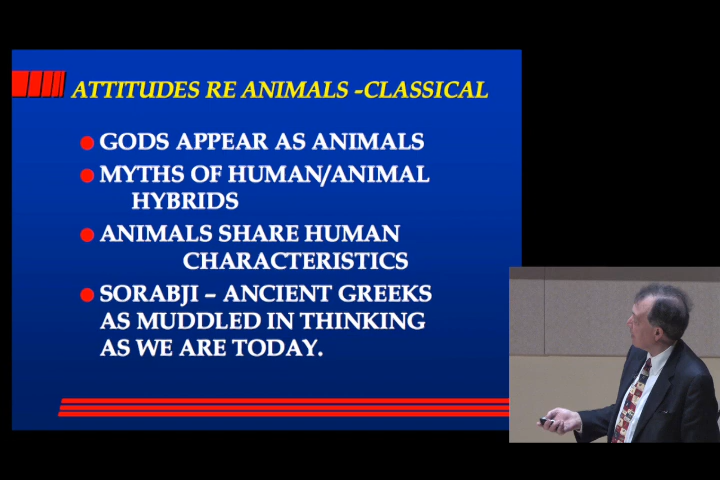 ATTITUDES RE ANIMALS -CLASSICAL
GODS APPEAR AS ANIMALS
MYTHS OF HUMAN/ANIMAL
HYBRIDS
ANIMALS SHARE HUMAN
CHARACTERISTICS
SORABJI – ANCIENT GREEKS
AS MUDDLED IN THINKING
AS WE ARE TODAY.